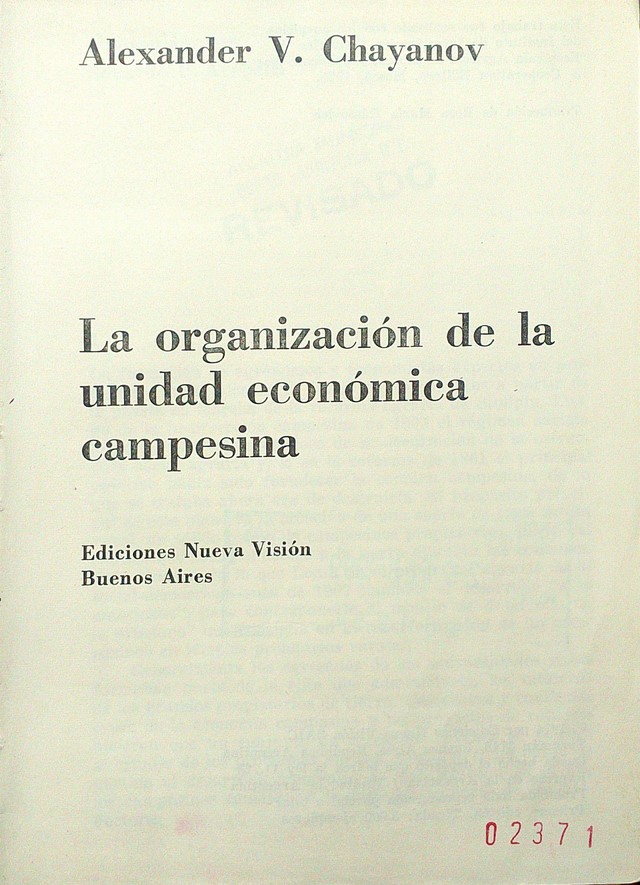 Alexander V. Chayanov
La organización de la
unidad económica
campesina
Ediciones Nueva Visión
Buenos Aires
02371